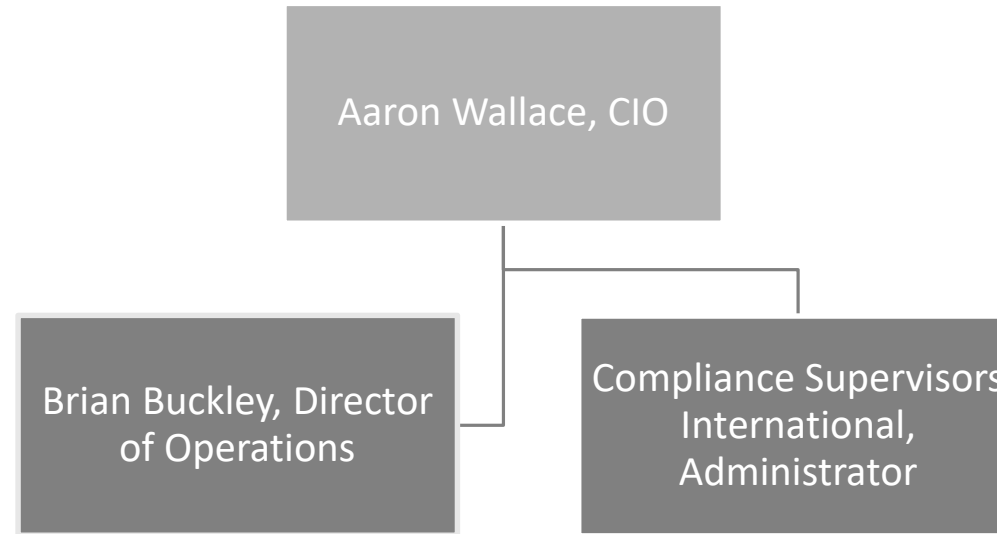 Aaron Wallace, CIO
Brian Buckley, Director
of Operations
Compliance Supervisors
International,
Administrator